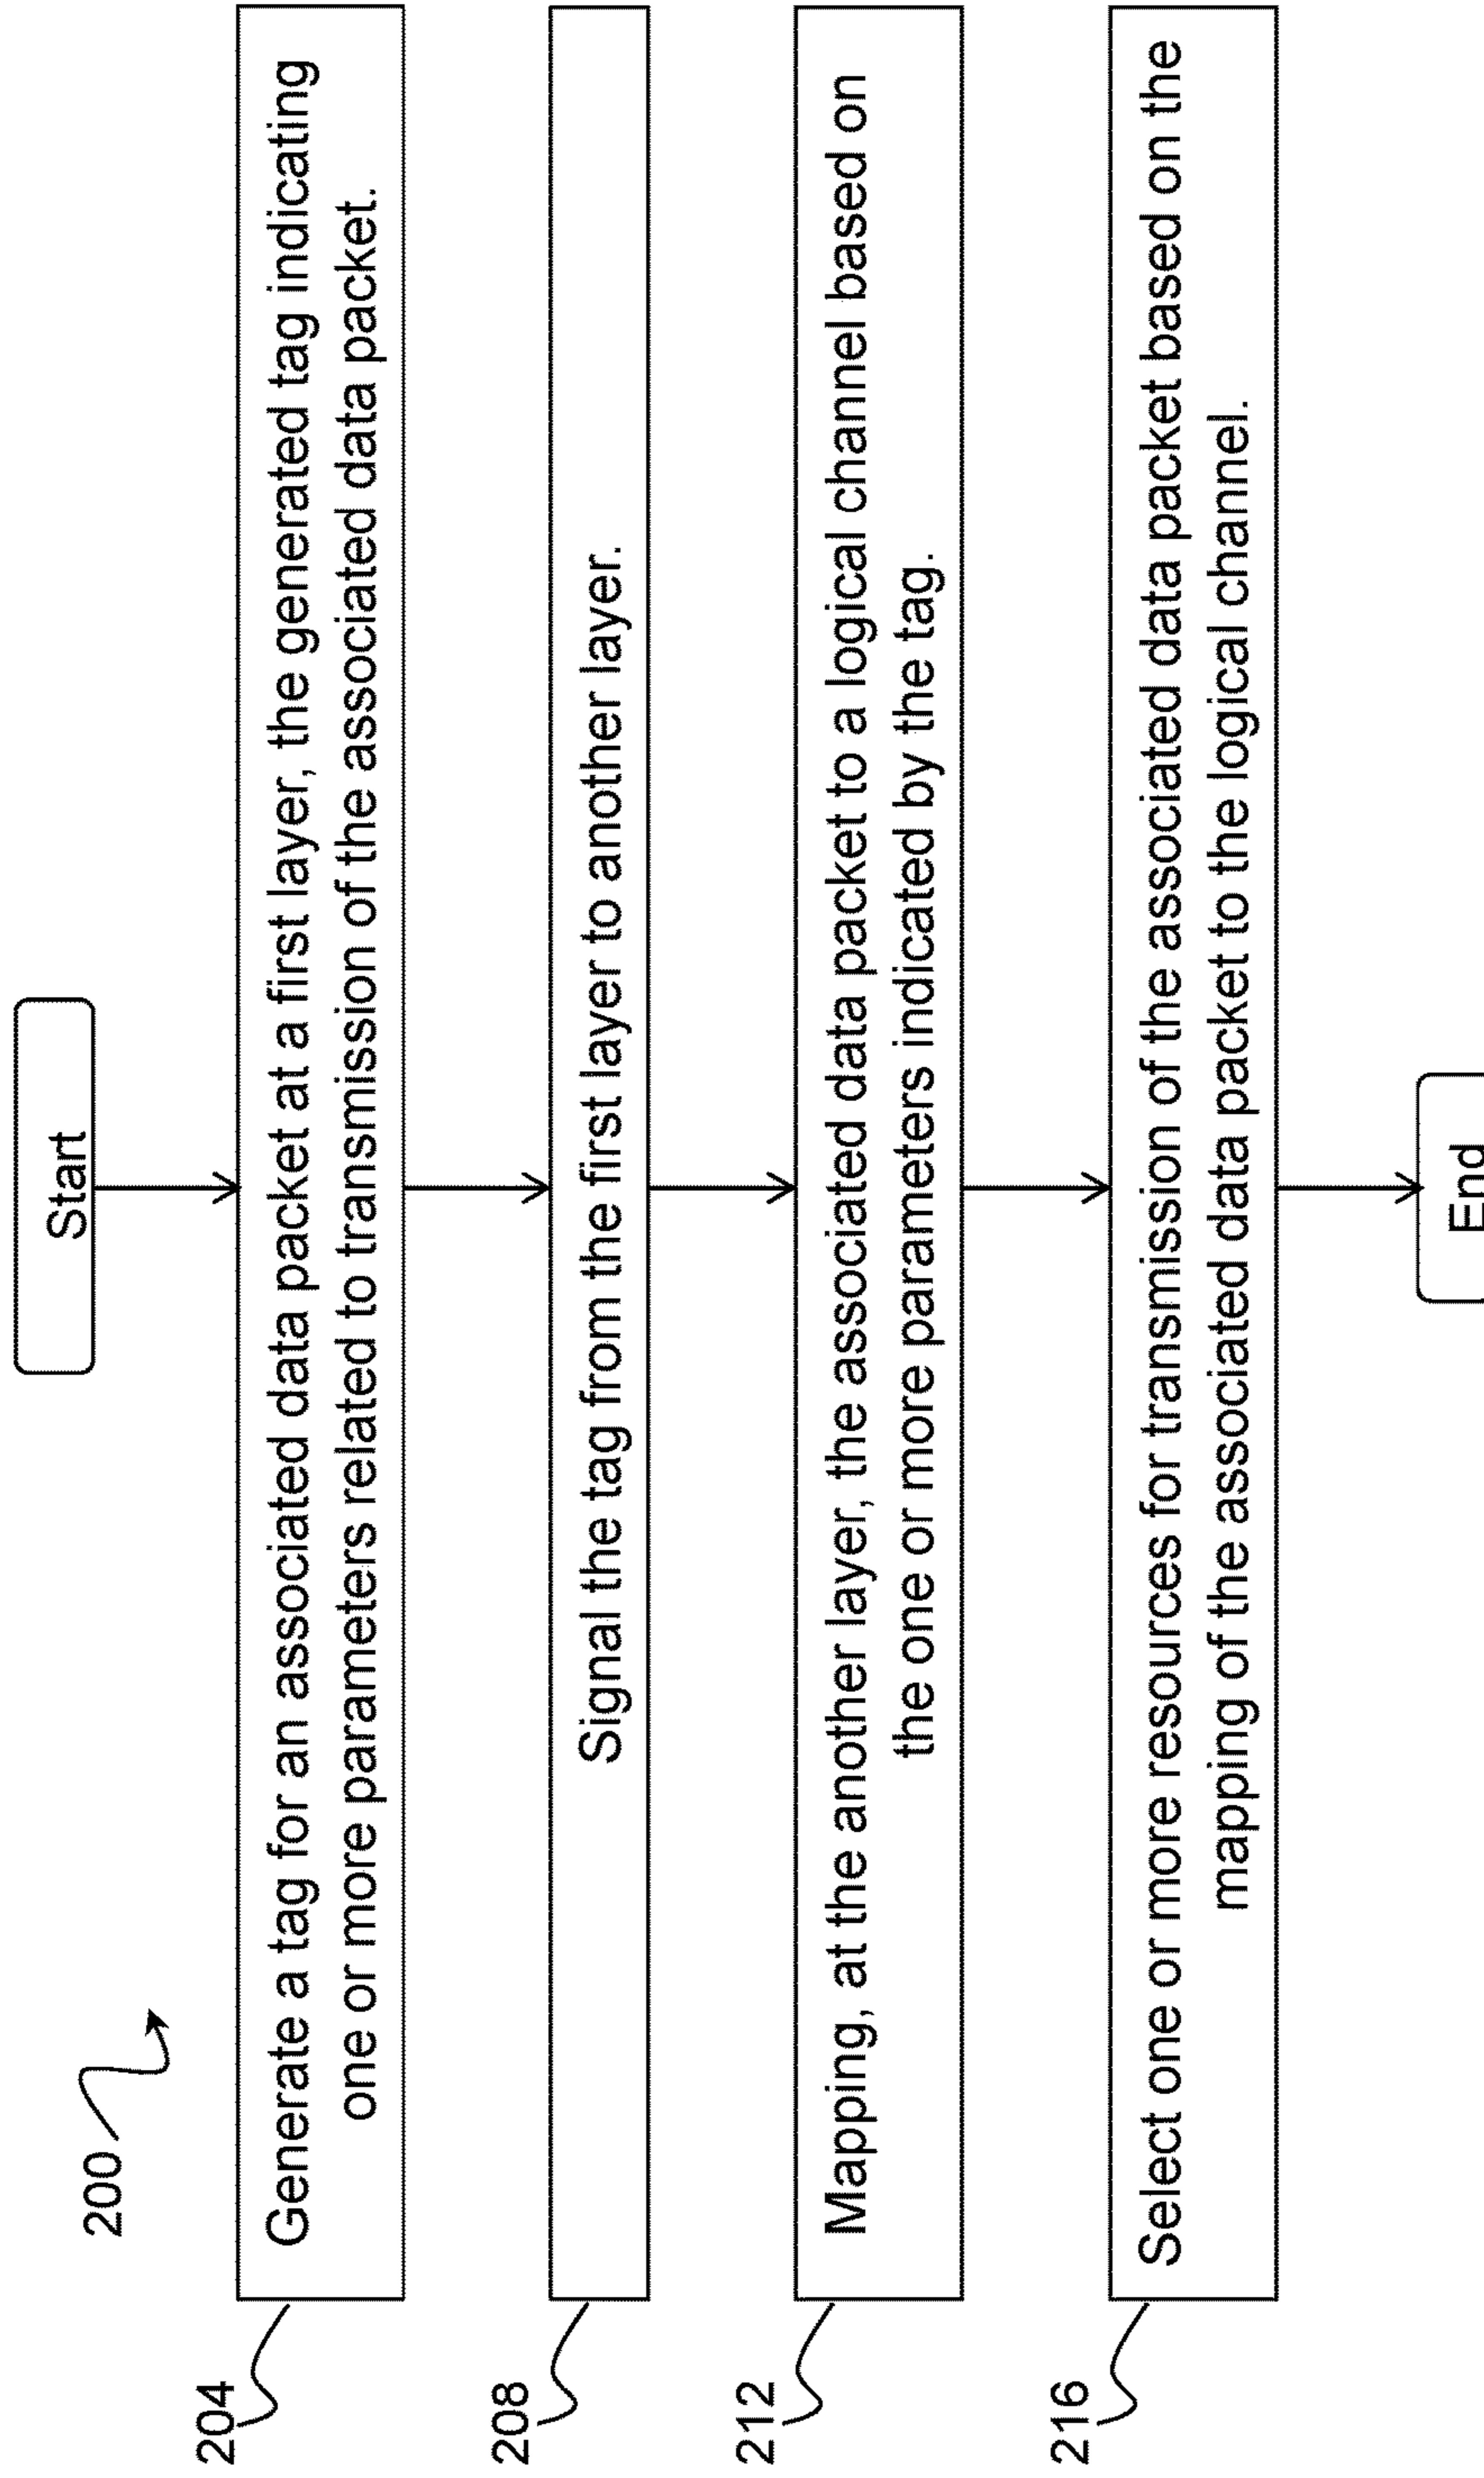 200
Start
204
Generate a tag for an associated data packet at a first layer, the generated tag indicating
one or more parameters related to transmission of the associated data packet.
208
Signal the tag from the first layer to another layer.
212
Mapping, at the another layer, the associated data packet to a logical channel based on
the one or more parameters indicated by the tag.
216
Select one or more resources for transmission of the associated data packet based on the
mapping of the associated data packet to the logical channel.
End